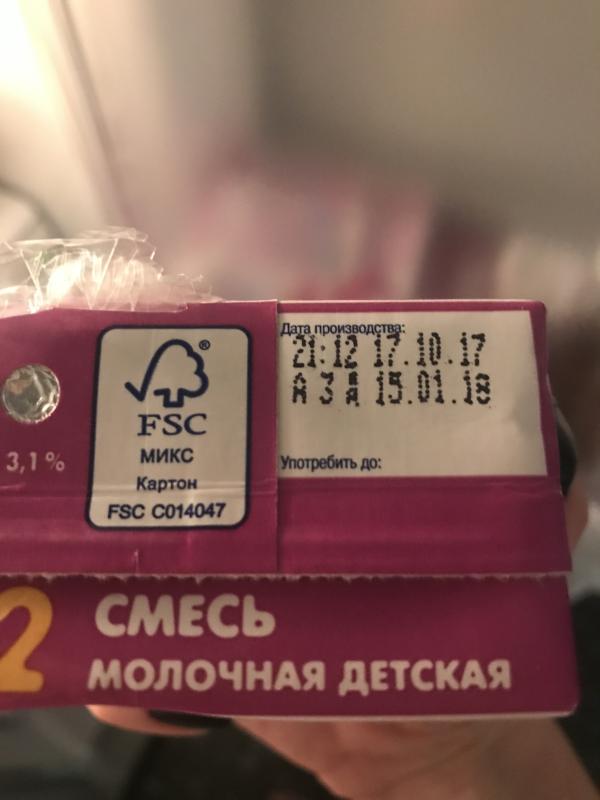 Дата производства:
21:12 17.10.17
15.01.18
Употребить до:
®
FSC
МИКС
Картон
FSC C014047
3,1%
2
СМЕСЬ
МОЛОЧНАЯ ДЕТСКАЯ